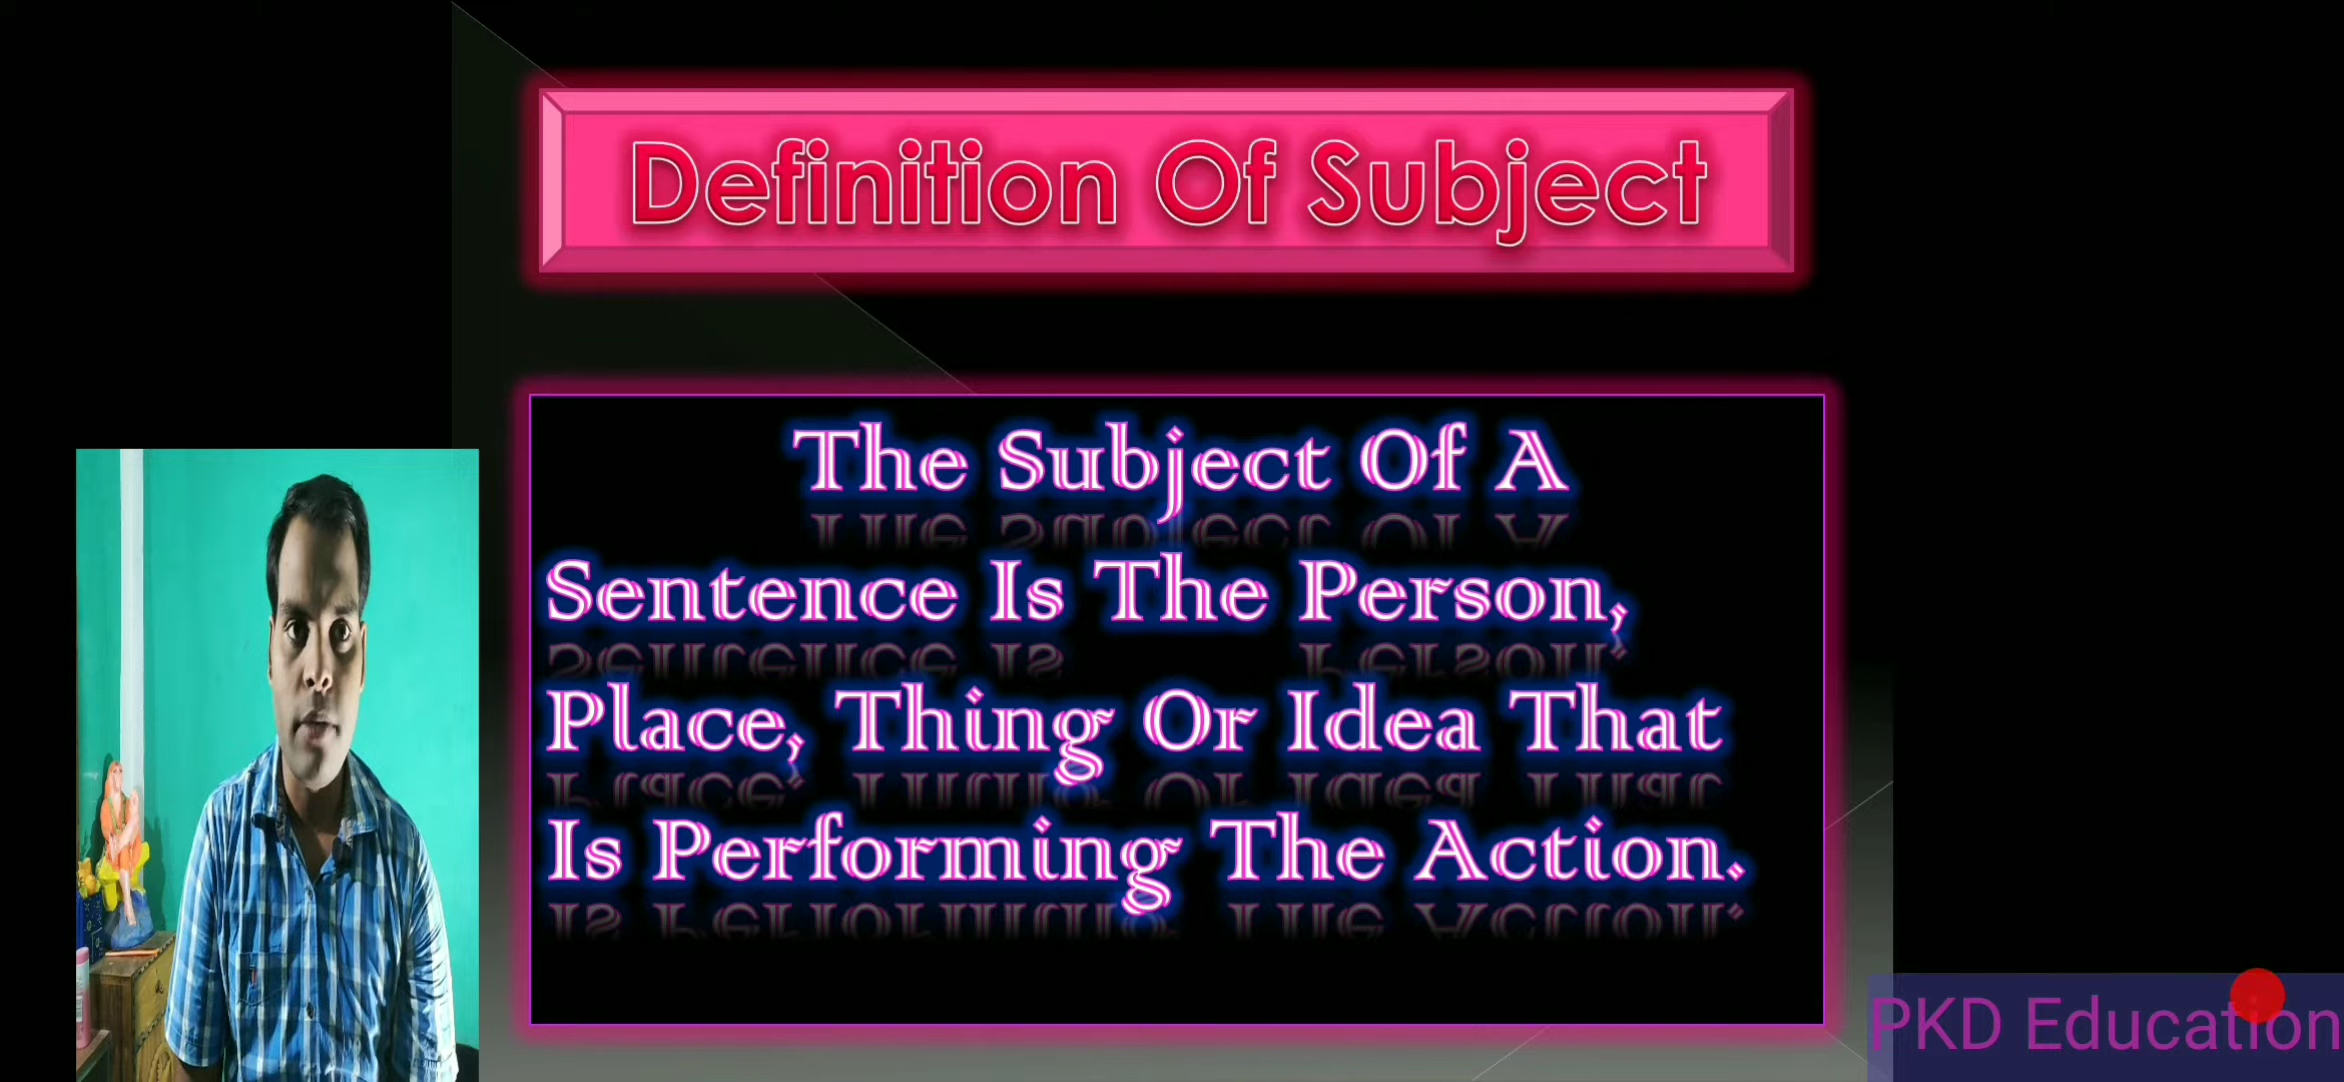 Definition Of Subject
The Subject Of A
Sentence Is The Person,
Place, Thing Or Idea That
Is Performing The Action.
PKD Education